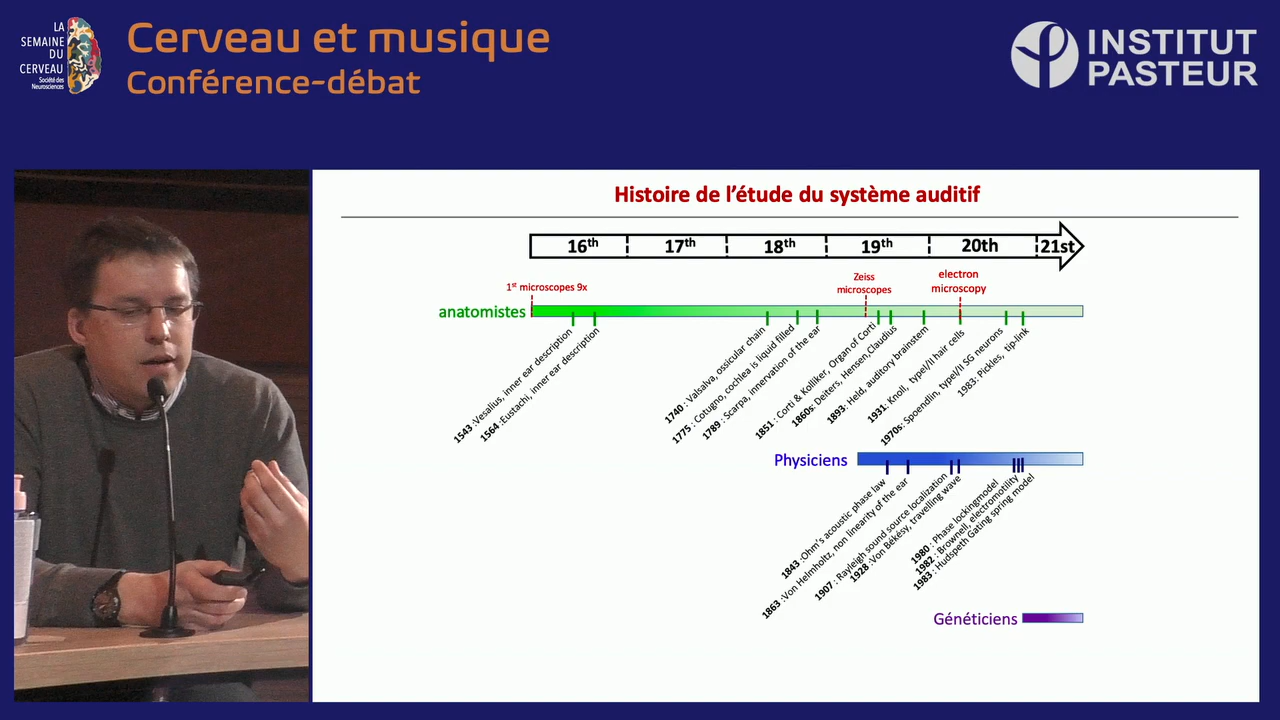 LA
SEMAINE
DU
CERVEAU
Société des
Neurosciences
Cerveau et musique
Conférence-débat
INSTITUT
PASTEUR
Histoire de l'étude du système auditif
16th 17th 18th 19th 20th 21st
1st microscopes 9x
Zeiss
microscopes
electron
microscopy
anatomistes
1543 :Vesalius, inner ear description
1564 :Eustachi, inner ear description
1740 : Valsalva, ossicular chain
1775 : Cotugno, cochlea is liquid filled
1789 : Scarpa, innervation of the ear
1851 : Corti & Kolliker, Organ of Corti
1860s: Deiters, Hensen,Claudius
1893: Held, auditory brainstem
1931: Knoll, typeI/II hair cells
1970s: Spoendlin, typeI/II SG neurons
1983: Pickles, tip-link
Physiciens
1843 :Ohm's acoustic phase law
1863 :Von Helmholtz, non linearity of the ear
1907 : Rayleigh sound source localization
1928 :Von Békésy, travelling wave
1980 : Phase lockingmodel
1982 : Brownell, electromotility
1983 : Hudspeth Gating spring model
Généticiens